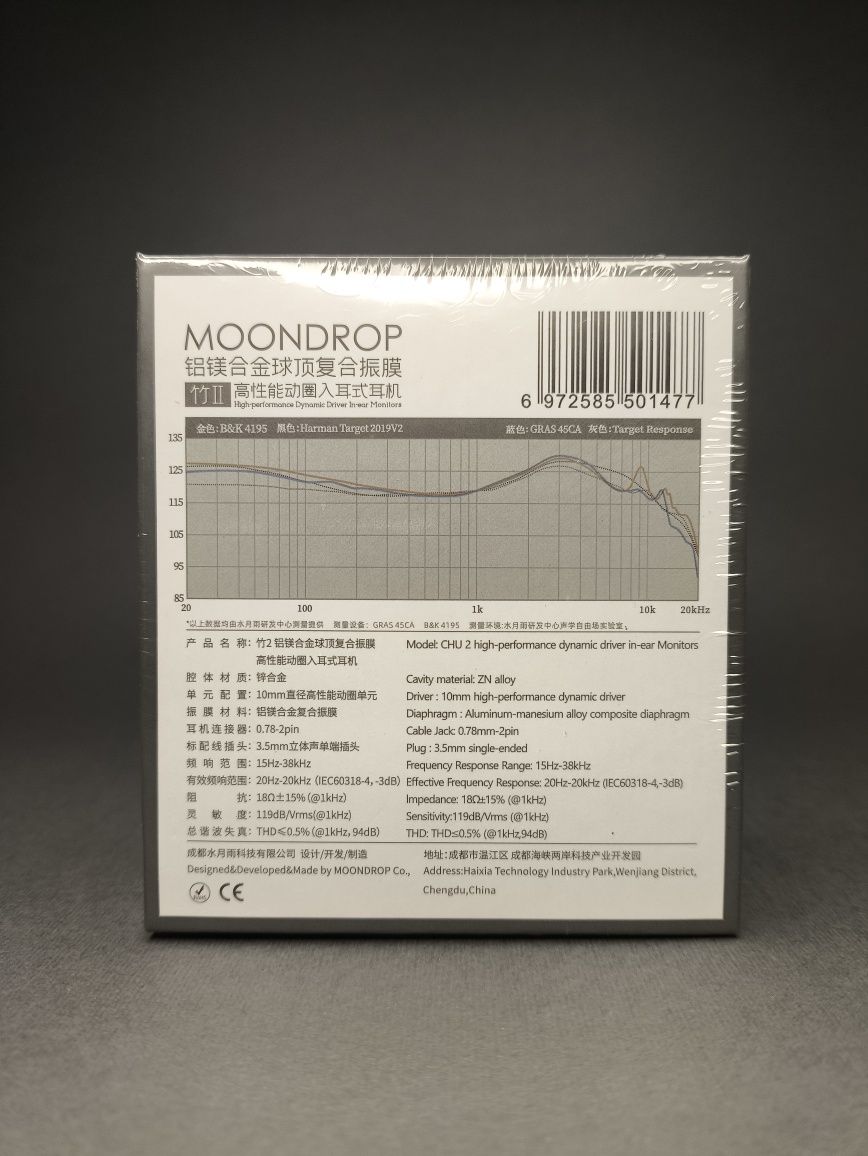 MOONDROP
铝镁合金球顶复合振膜
竹II 高性能动圈入耳式耳机
High-performance Dynamic Driver In-ear Monitors
6 972585 501477
金色:B&K 4195 黑色:Harman Target 2019V2 蓝色:GRAS 45CA 灰色:Target Response
135
125
115
105
95
85
20 100 1k 10k 20kHz
*以上数据均由水月雨研发中心测量提供 测量设备:GRAS 45CA B&K 4195 测量环境:水月雨研发中心声学自由场实验室。
产品名称:竹2 铝镁合金球顶复合振膜 Model: CHU 2 high-performance dynamic driver in-ear Monitors
高性能动圈入耳式耳机
腔体材质:锌合金 Cavity material: ZN alloy
单元配置:10mm直径高性能动圈单元 Driver : 10mm high-performance dynamic driver
振膜材料:铝镁合金复合振膜 Diaphragm : Aluminum-manesium alloy composite diaphragm
耳机连接器:0.78-2pin Cable Jack: 0.78mm-2pin
标配线插头:3.5mm立体声单端插头 Plug : 3.5mm single-ended
频响范围:15Hz-38kHz Frequency Response Range: 15Hz-38kHz
有效频响范围:20Hz-20kHz (IEC60318-4, -3dB) Effective Frequency Response: 20Hz-20kHz (IEC60318-4,-3dB)
阻抗:18Ω±15%(@1kHz) Impedance: 18Ω±15% (@1kHz)
灵敏度:119dB/Vrms(@1kHz) Sensitivity:119dB/Vrms (@1kHz)
总谐波失真:THD≤0.5%(@1kHz, 94dB) THD: THD≤0.5% (@1kHz,94dB)
成都水月雨科技有限公司 设计/开发/制造 地址:成都市温江区 成都海峡两岸科技产业开发园
Designed&Developed&Made by MOONDROP Co., Address:Haixia Technology Industry Park,Wenjiang District,
Chengdu,China
RoHS CE